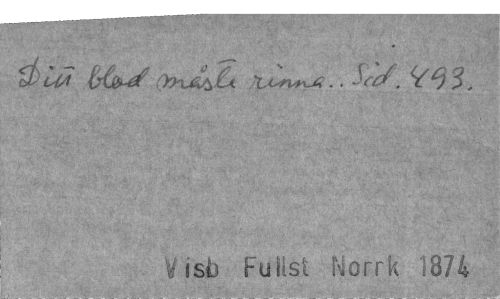 Ditt blod måste rinna.. Sid. 493.
Visb Fullst Norrk 1874